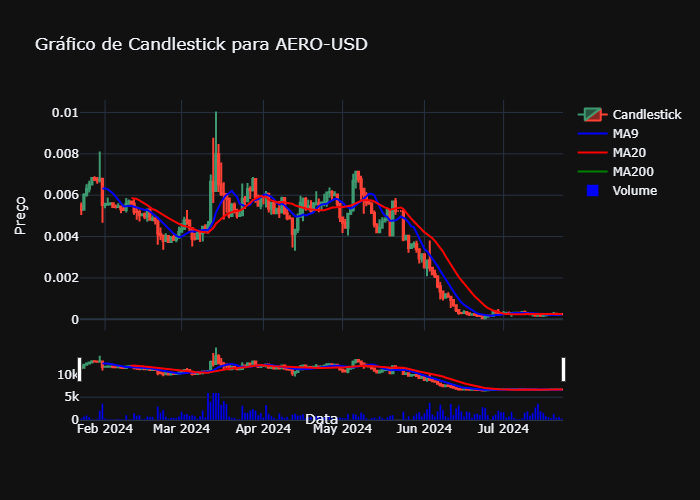 Gráfico de Candlestick para AERO-USD
0.01
0.008
0.006
0.004
0.002
0
Preço
Candlestick
MA9
MA20
MA200
Volume
10k
5k
0
Feb 2024 Mar 2024 Apr 2024 May 2024 Jun 2024 Jul 2024
Data